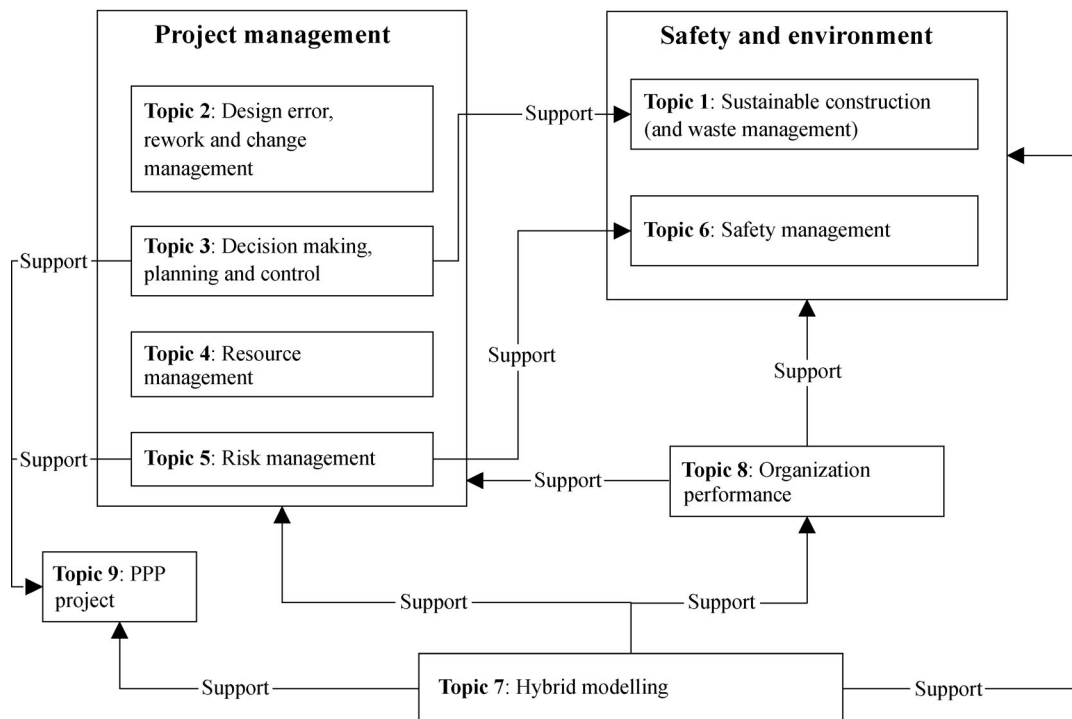 Project management
Safety and environment
Topic 2: Design error,
rework and change
management
Topic 1: Sustainable construction
(and waste management)
Support
Topic 3: Decision making,
planning and control
Support
Topic 6: Safety management
Topic 4: Resource
management
Support
Support
Topic 5: Risk management
Support
Support
Topic 8: Organization
performance
Topic 9: PPP
project
Support
Support
Topic 7: Hybrid modelling
Support
Support